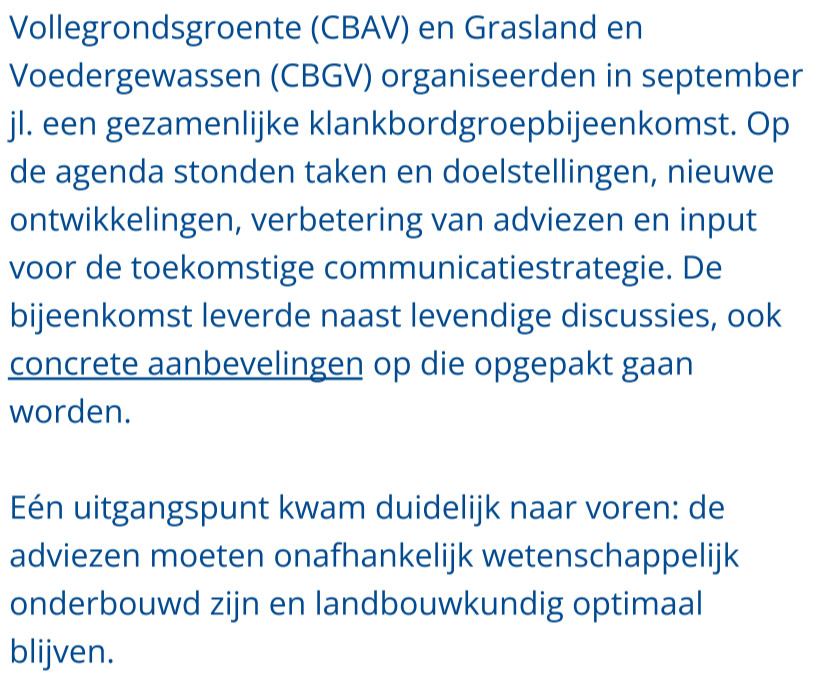 Vollegrondsgroente (CBAV) en Grasland en
Voedergewassen (CBGV) organiseerden in september
jl. een gezamenlijke klankbordgroepbijeenkomst. Op
de agenda stonden taken en doelstellingen, nieuwe
ontwikkelingen, verbetering van adviezen en input
voor de toekomstige communicatiestrategie. De
bijeenkomst leverde naast levendige discussies, ook
concrete aanbevelingen op die opgepakt gaan
worden.
Eén uitgangspunt kwam duidelijk naar voren: de
adviezen moeten onafhankelijk wetenschappelijk
onderbouwd zijn en landbouwkundig optimaal
blijven.